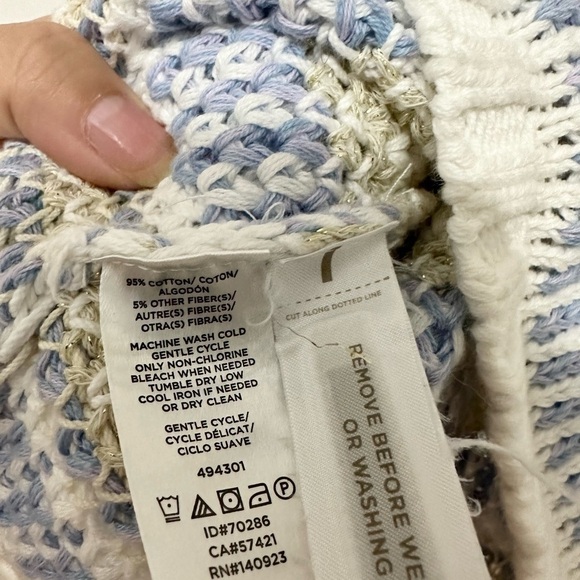 95% COTTON/ COTON/
ALGODÓN
5% OTHER FIBER(S)/
AUTRE(S) FIBRE(S)/
OTRA(S) FIBRA(S)
MACHINE WASH COLD
GENTLE CYCLE
ONLY NON-CHLORINE
BLEACH WHEN NEEDED
TUMBLE DRY LOW
COOL IRON IF NEEDED
OR DRY CLEAN
GENTLE CYCLE/
CYCLE DÉLICAT/
CICLO SUAVE
494301
P
ID#70286
CA#57421
RN#140923
CUT ALONG DOTTED LINE
REMOVE BEFORE WE
OR WASHING